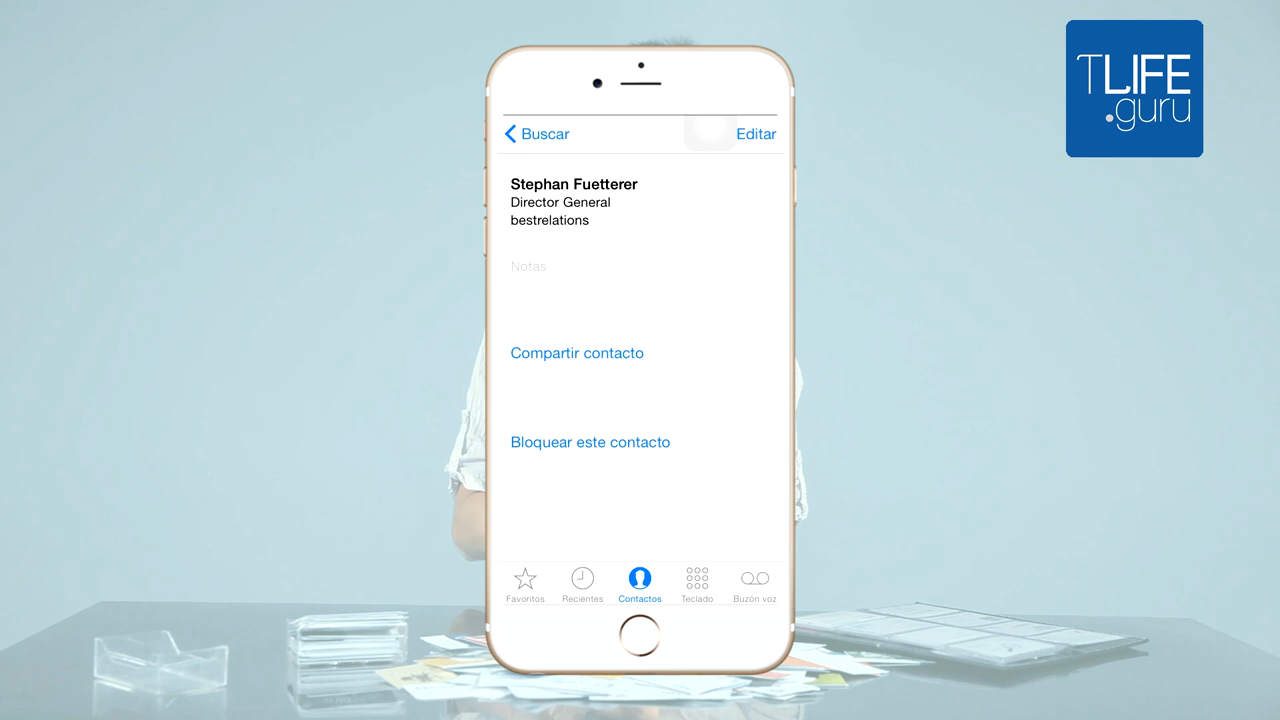 TLIFE
.guru
Buscar
Editar
Stephan Fuetterer
Director General
bestrelations
Notas
Compartir contacto
Bloquear este contacto
Favoritos
Recientes
Contactos
Teclado
Buzón voz